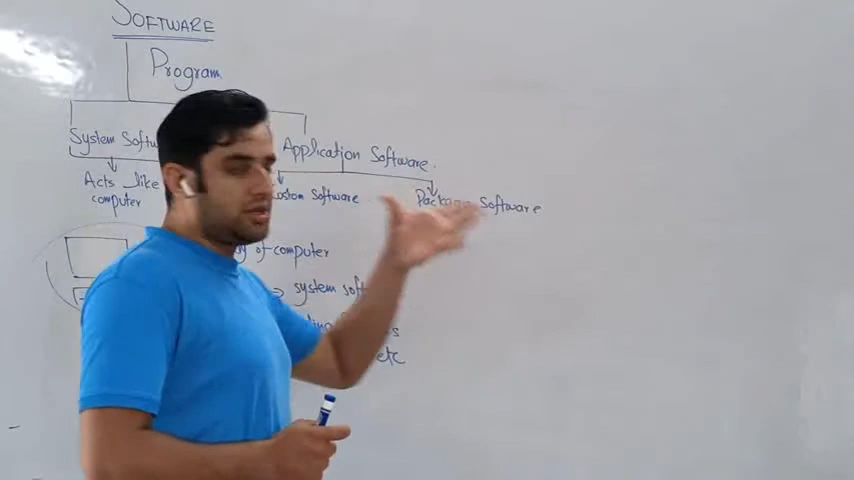 SOFTWARE
Program
System Softw
Application Software.
Acts like
computer
ustom Software
Package Software
y of computer
system soft
etc